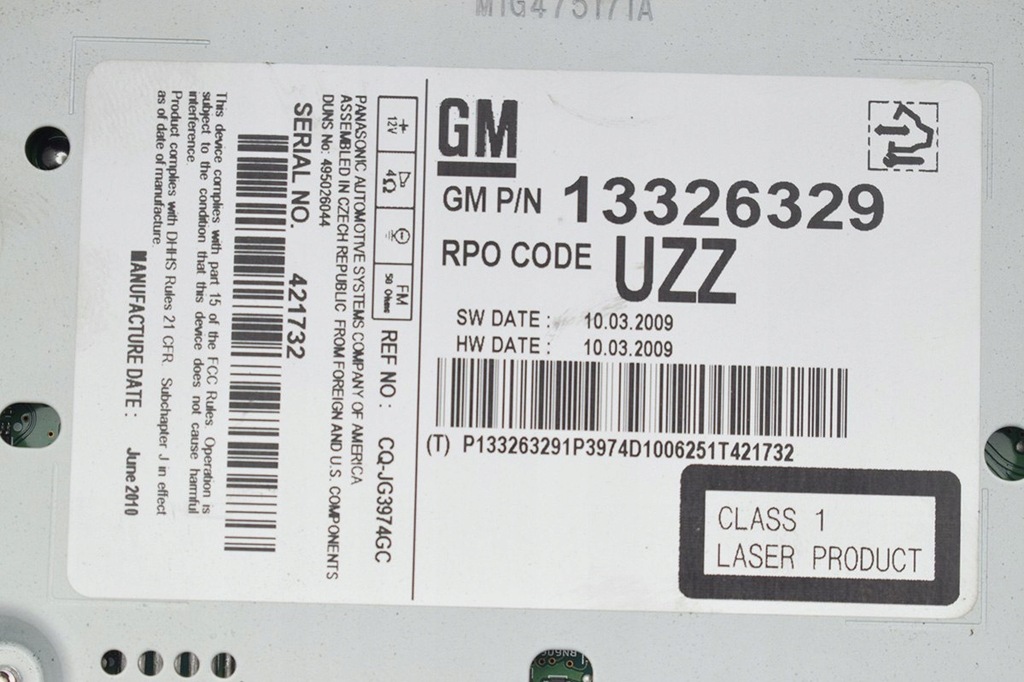 M1G475171A
GM
GM P/N 13326329
RPO CODE UZZ
SW DATE : 10.03.2009
HW DATE : 10.03.2009
(T) P133263291P3974D1006251T421732
CLASS 1
LASER PRODUCT
+ 12V 4Ω FM 50 Ohms
REF NO : CQ-JG3974GC
PANASONIC AUTOMOTIVE SYSTEMS COMPANY OF AMERICA
ASSEMBLED IN CZECH REPUBLIC FROM FOREIGN AND U.S. COMPONENTS
DUNS No: 495026044
SERIAL NO. 421732
This device complies with part 15 of the FCC Rules. Operation is
subject to the condition that this device does not cause harmful
interference.
Product complies with DHHS Rules 21 CFR. Subchapter J in effect
as of date of manufacture.
MANUFACTURE DATE : June 2010